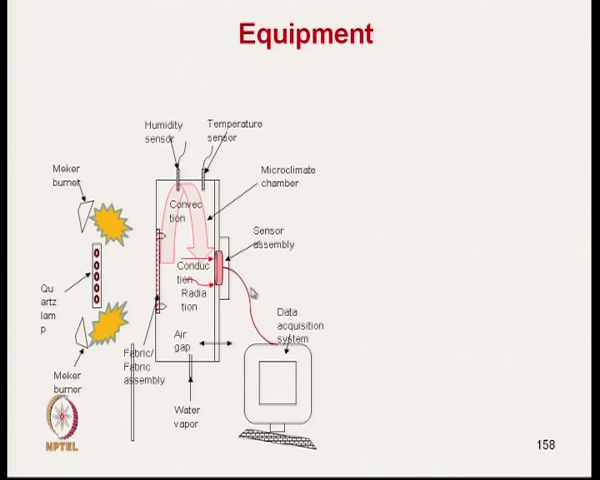 Equipment
Humidity
sensor
Temperature
sensor
Meker
burner
Microclimate
chamber
Convec
tion
Sensor
assembly
Conduc
tion
Radia
tion
Qu
artz
lam
p
Data
acquisition
system
Air
gap
Fabric/
Fabric
assembly
Meker
burner
Water
vapor
NPTEL
158